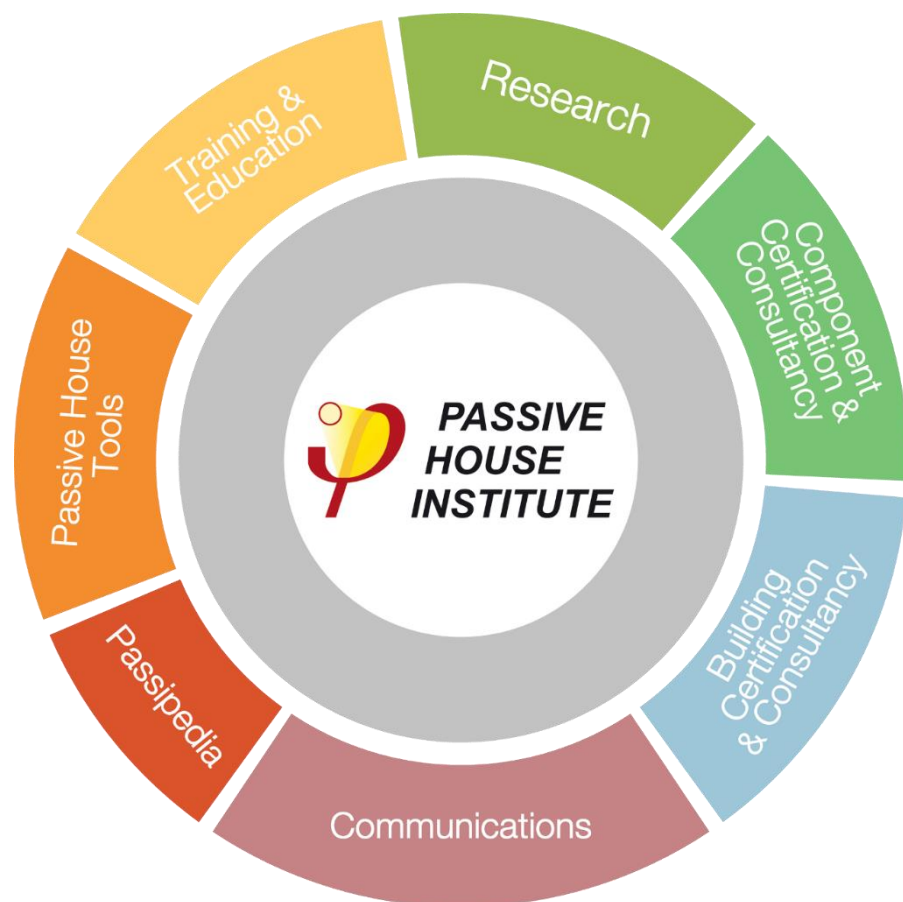 Research
Component
Certification &
Consultancy
Building
Certification
& Consultancy
Communications
Passipedia
Passive House
Tools
Training &
Education
PASSIVE
HOUSE
INSTITUTE